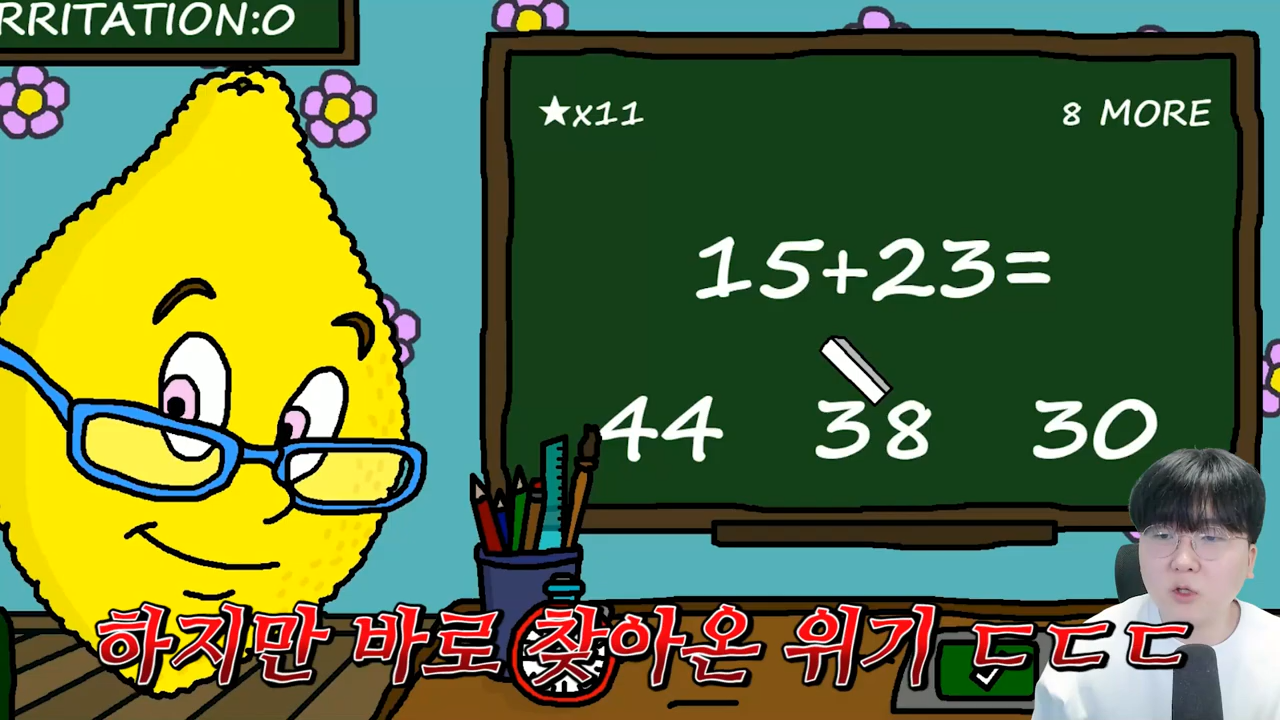 RRITATION:0
★x11
8 MORE
15+23=
44 38 30
하지만 바로 찾아온 위기 ㄷㄷㄷ